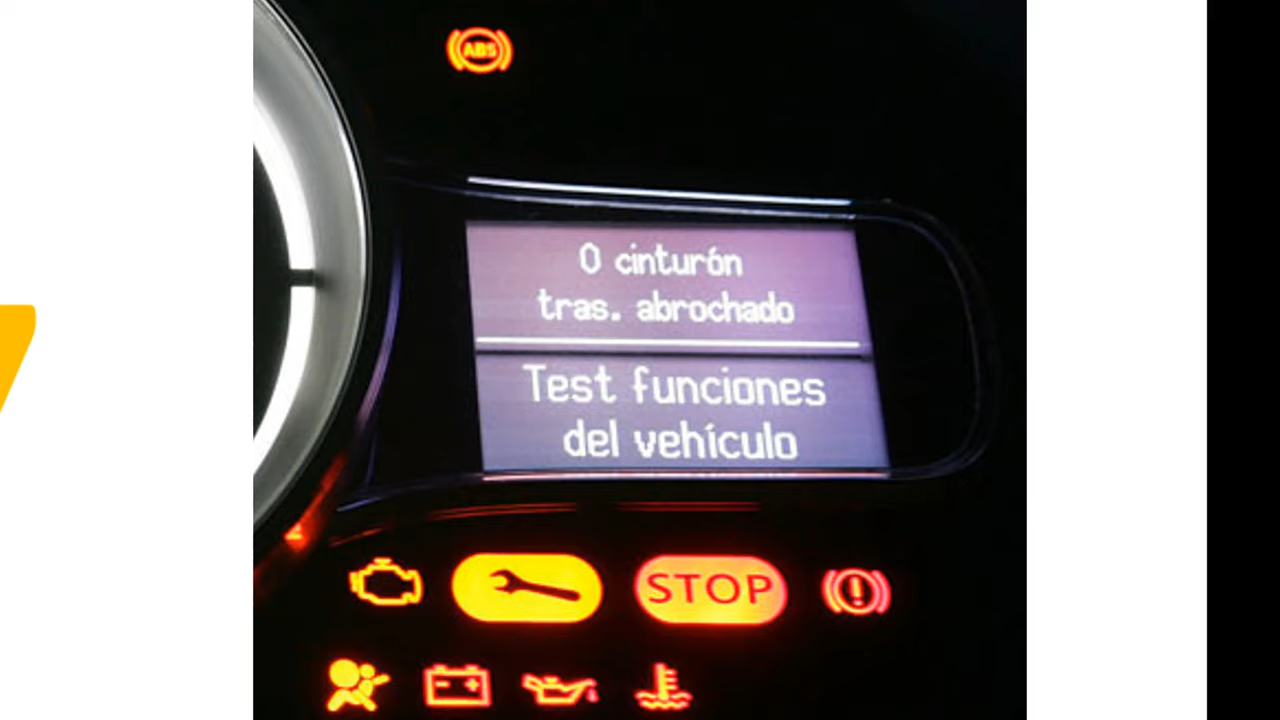 ABS
0 cinturón
tras. abrochado
Test funciones
del vehículo
STOP